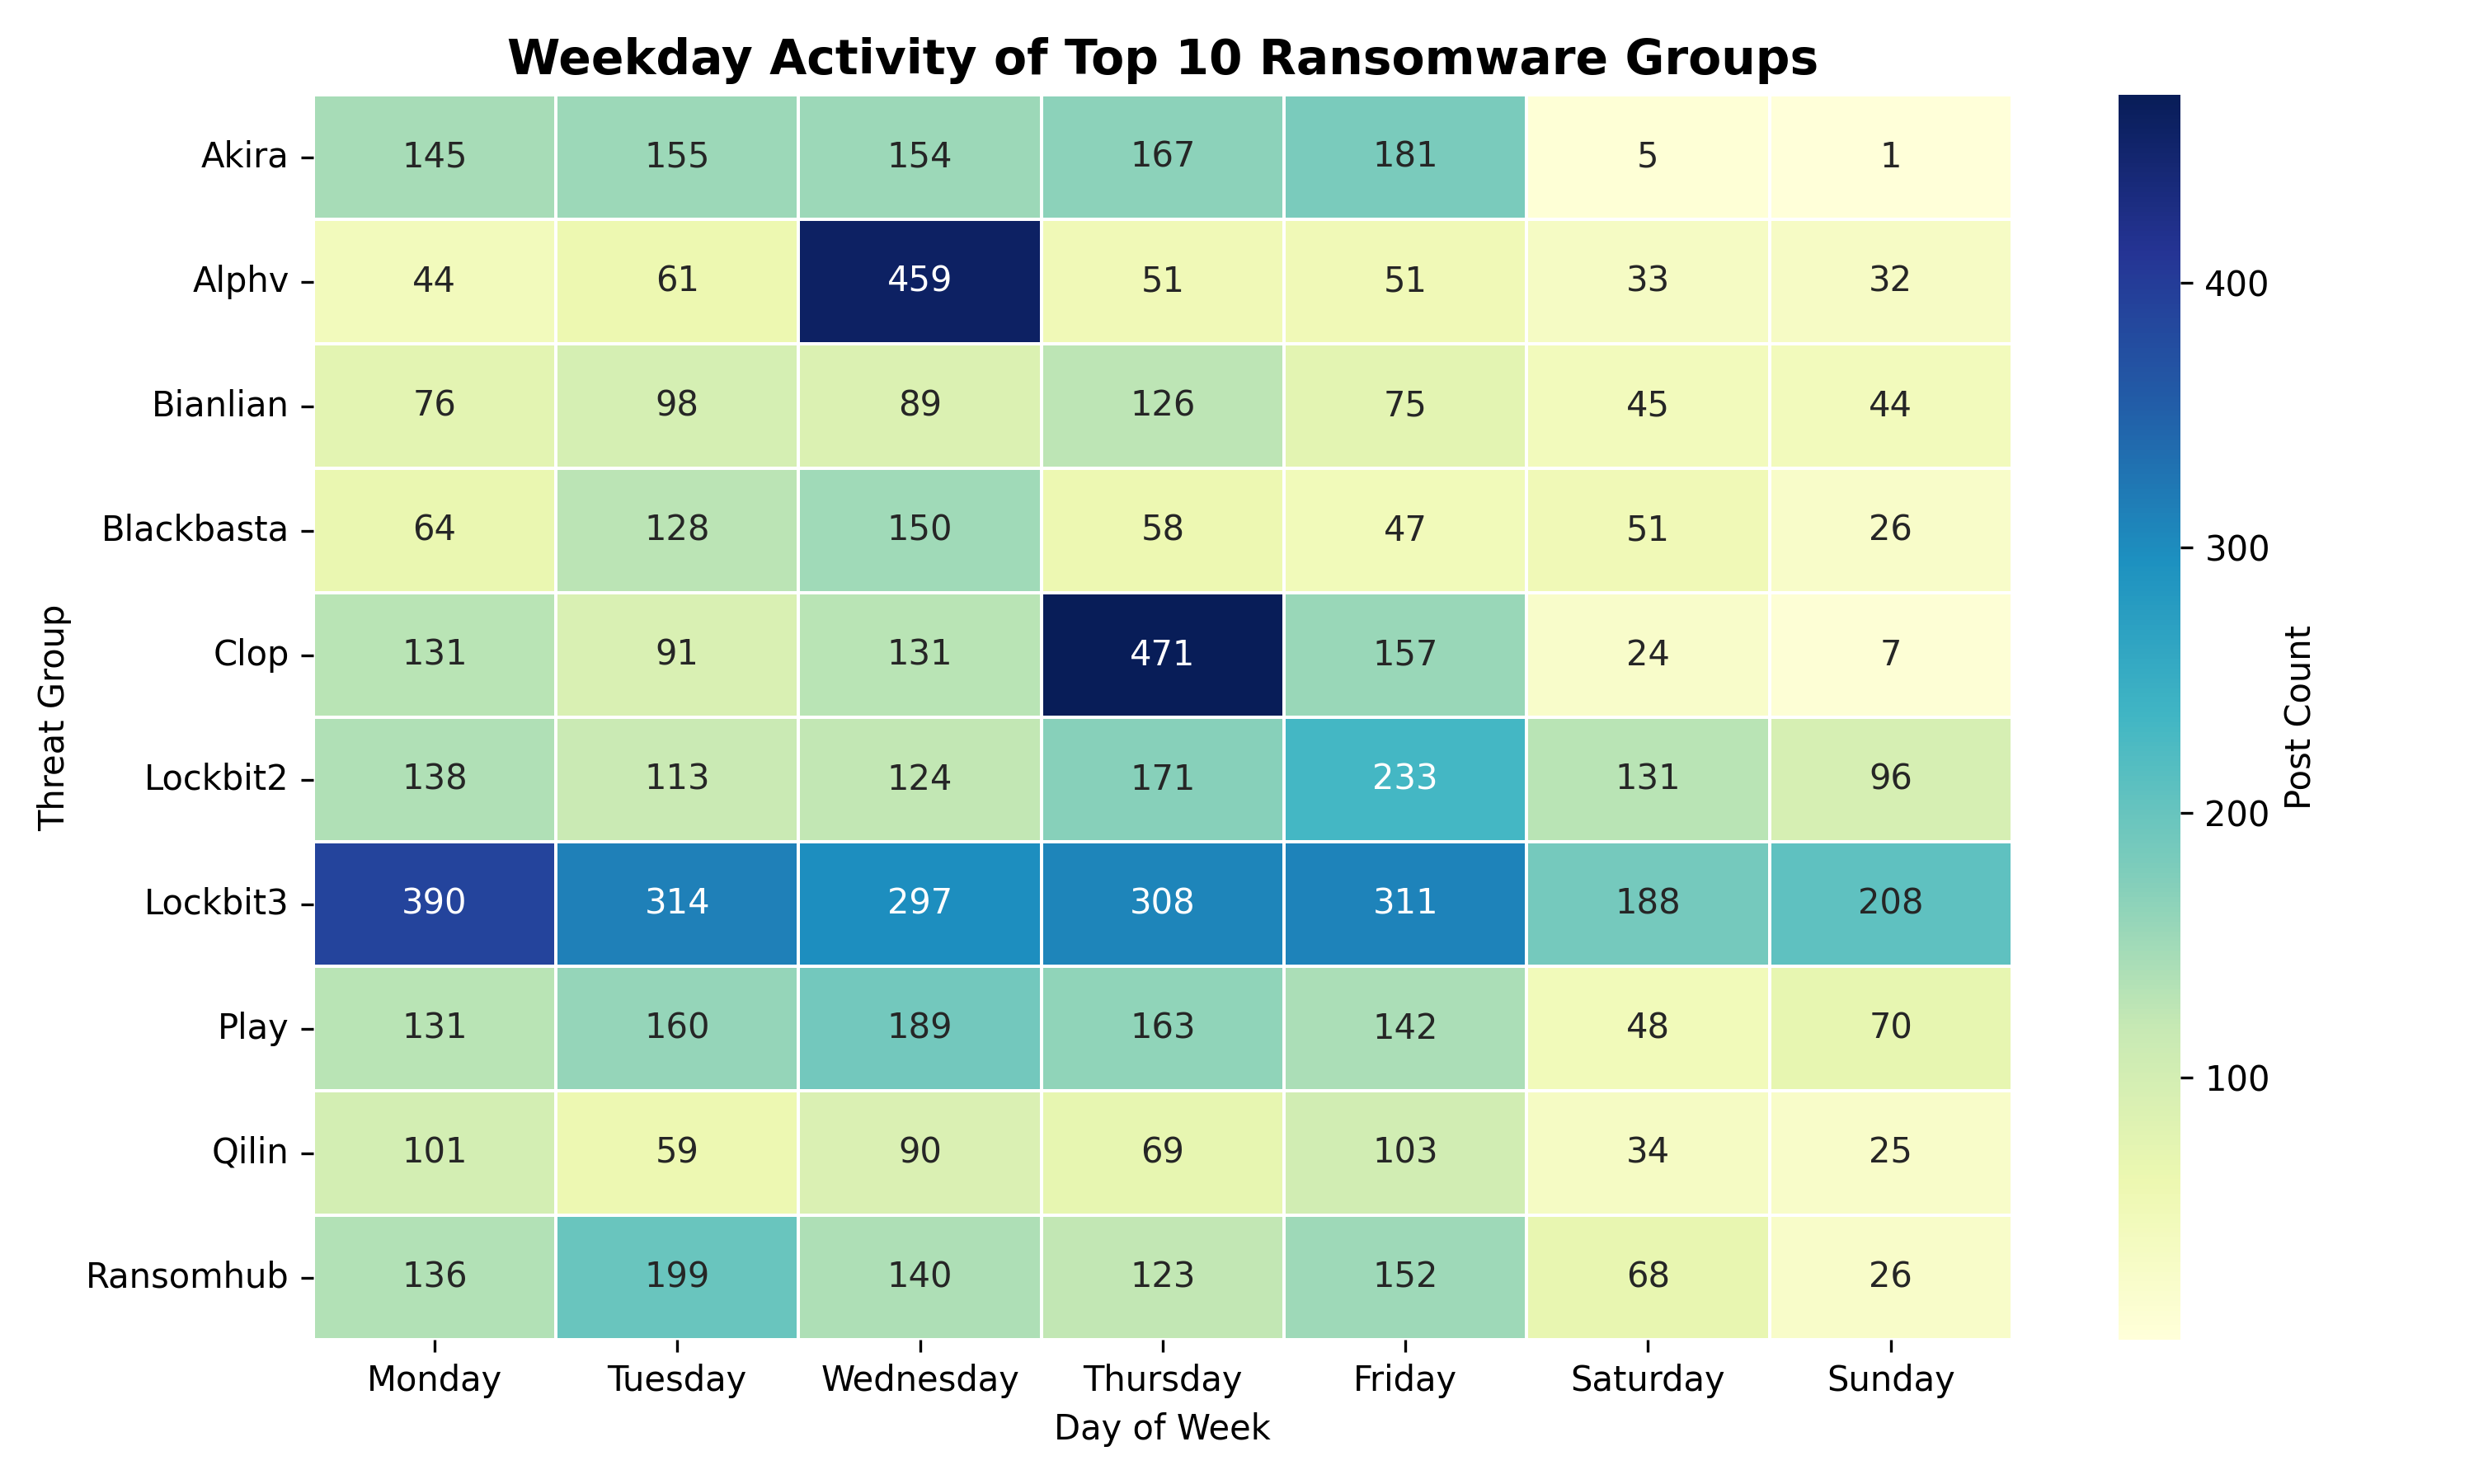 Weekday Activity of Top 10 Ransomware Groups
Threat Group
Akira 145 155 154 167 181 5 1
Alphv 44 61 459 51 51 33 32
Bianlian 76 98 89 126 75 45 44
Blackbasta 64 128 150 58 47 51 26
Clop 131 91 131 471 157 24 7
Lockbit2 138 113 124 171 233 131 96
Lockbit3 390 314 297 308 311 188 208
Play 131 160 189 163 142 48 70
Qilin 101 59 90 69 103 34 25
Ransomhub 136 199 140 123 152 68 26
Monday Tuesday Wednesday Thursday Friday Saturday Sunday
Day of Week
400
300
200
100
Post Count